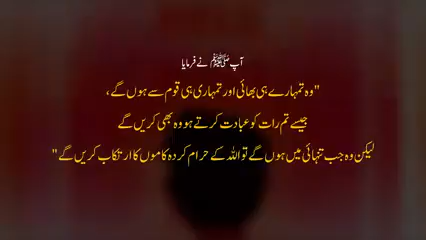 آپ ﷺ نے فرمایا
"وہ تمہارے ہی بھائی اور تمہاری ہی قوم سے ہوں گے،
جیسے تم رات کو عبادت کرتے ہو وہ بھی کریں گے
لیکن وہ جب تنہائی میں ہوں گے تو اللہ کے حرام کردہ کاموں کا ارتکاب کریں گے"